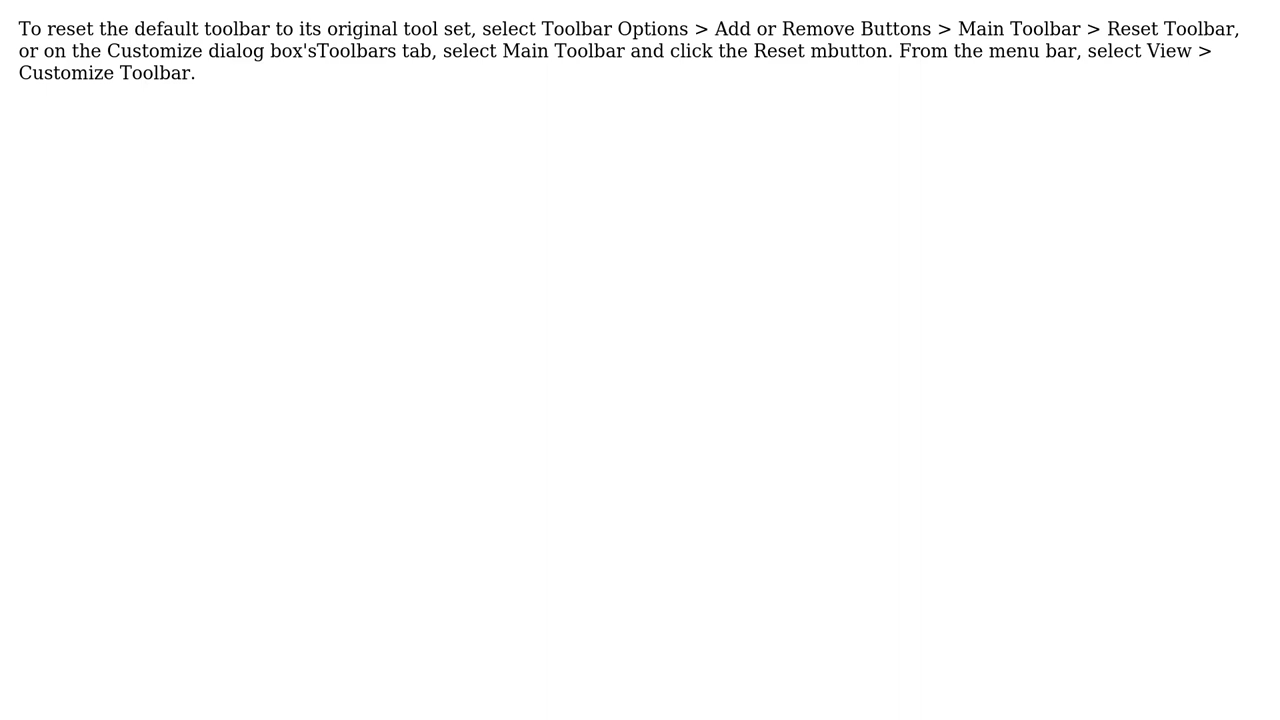 To reset the default toolbar to its original tool set, select Toolbar Options > Add or Remove Buttons > Main Toolbar > Reset Toolbar,
or on the Customize dialog box'sToolbars tab, select Main Toolbar and click the Reset mbutton. From the menu bar, select View >
Customize Toolbar.